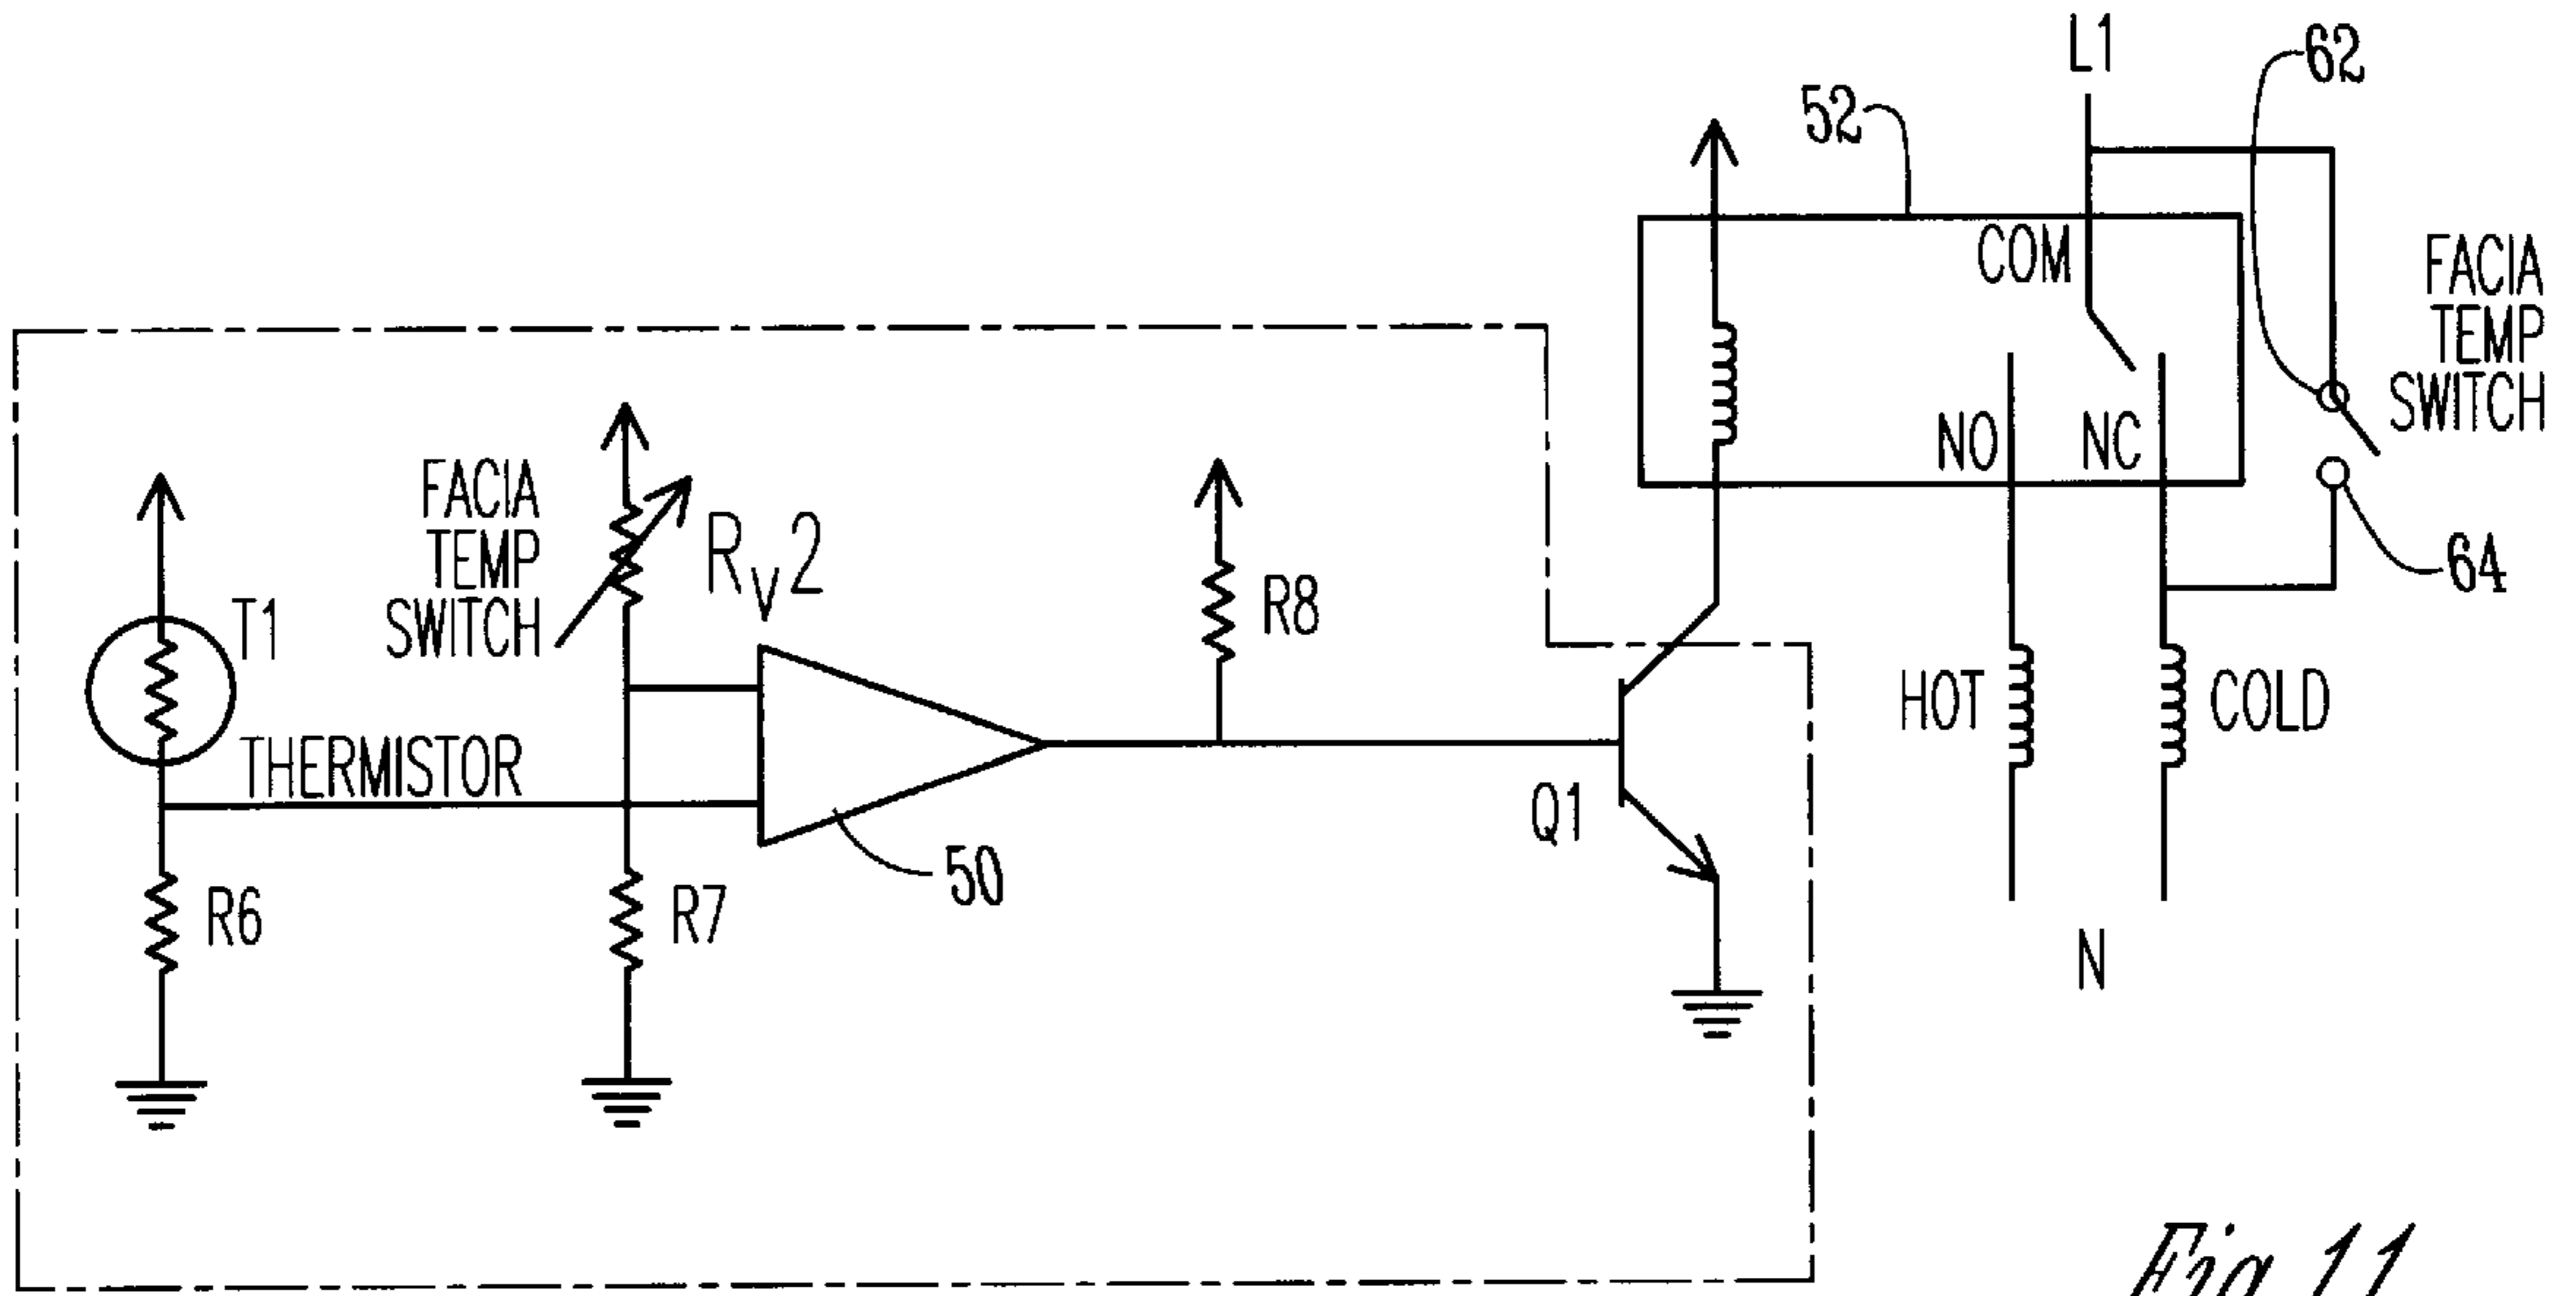 L1
62
52
COM
FACIA
TEMP
SWITCH
NO
NC
FACIA
TEMP
SWITCH
Rv2
R8
64
T1
HOT
COLD
THERMISTOR
Q1
50
R6
R7
N
Fig. 11